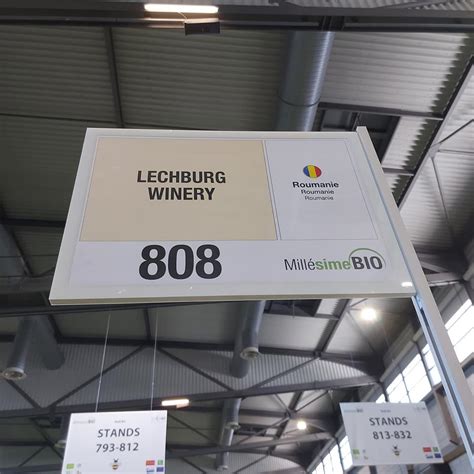 LECHBURG
WINERY
Roumanie
Roumanie
Roumanie
808
MillésimeBIO
STANDS
793-812
STANDS
813-832